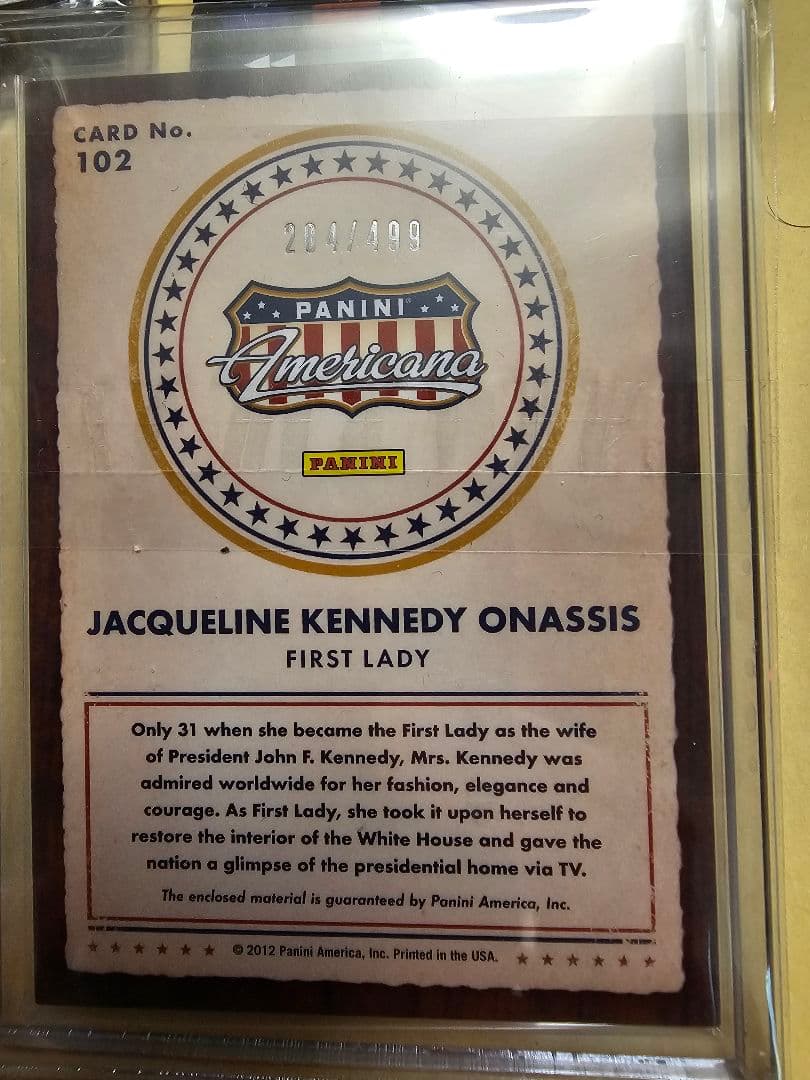 CARD No.
102
204/499
PANINI
Americana
PANINI
JACQUELINE KENNEDY ONASSIS
FIRST LADY
Only 31 when she became the First Lady as the wife
of President John F. Kennedy, Mrs. Kennedy was
admired worldwide for her fashion, elegance and
courage. As First Lady, she took it upon herself to
restore the interior of the White House and gave the
nation a glimpse of the presidential home via TV.
The enclosed material is guaranteed by Panini America, Inc.
© 2012 Panini America, Inc. Printed in the USA.